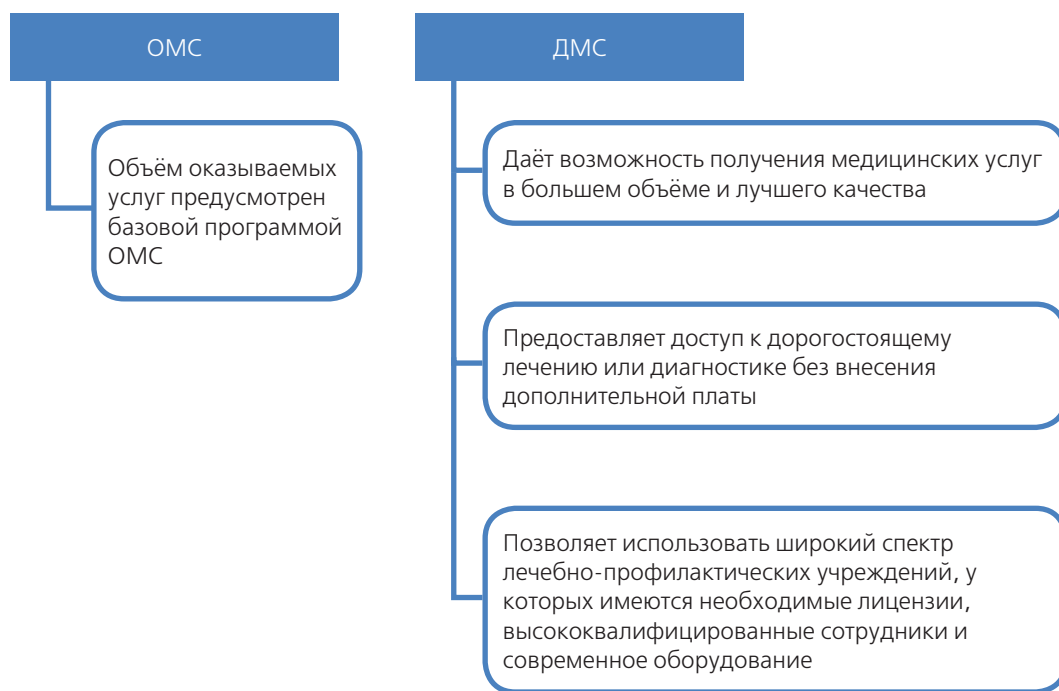 ОМС
Объём оказываемых
услуг предусмотрен
базовой программой
ОМС
ДМС
Даёт возможность получения медицинских услуг
в большем объёме и лучшего качества
Предоставляет доступ к дорогостоящему
лечению или диагностике без внесения
дополнительной платы
Позволяет использовать широкий спектр
лечебно-профилактических учреждений, у
которых имеются необходимые лицензии,
высококвалифицированные сотрудники и
современное оборудование